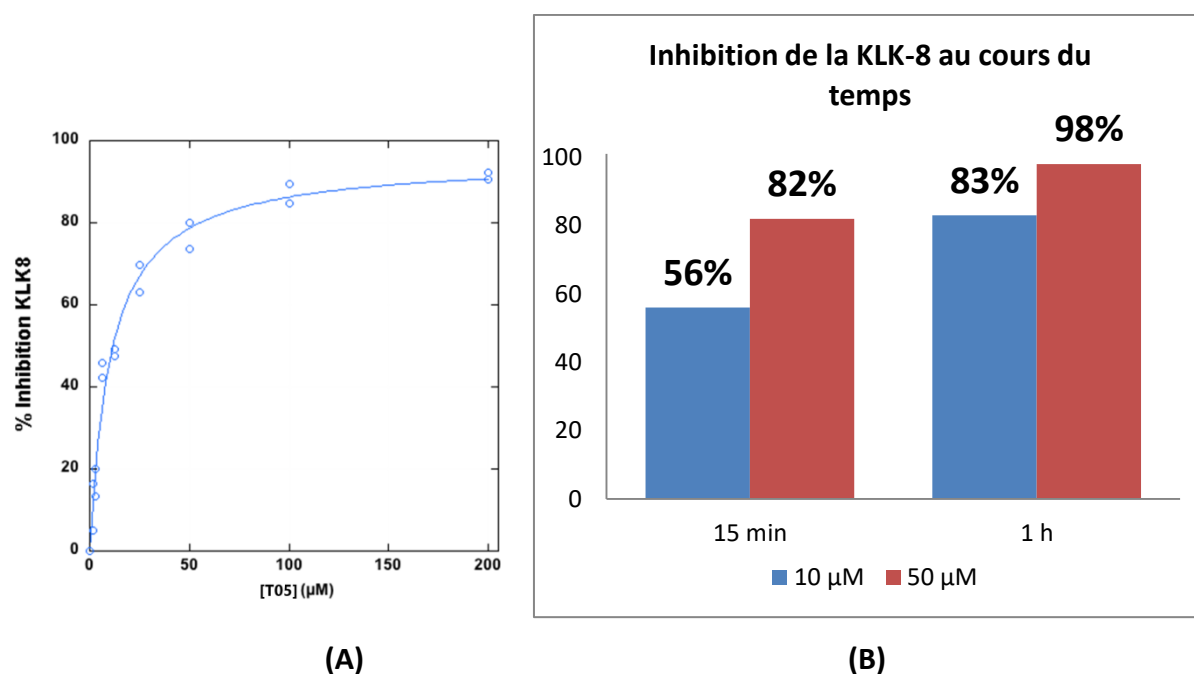 % Inhibition KLK8
100
80
60
40
20
0
0 50 100 150 200
[T05] (µM)
(A)
Inhibition de la KLK-8 au cours du
temps
100
80
60
40
20
0
56%
82%
83%
98%
15 min 1 h
10 µM 50 µM
(B)